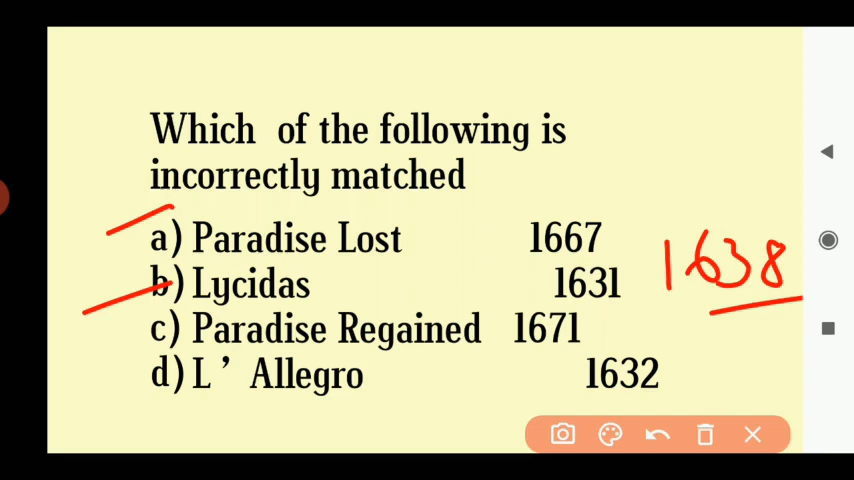 Which of the following is
incorrectly matched
a) Paradise Lost 1667
b) Lycidas 1631 1638
c) Paradise Regained 1671
d) L ’ Allegro 1632